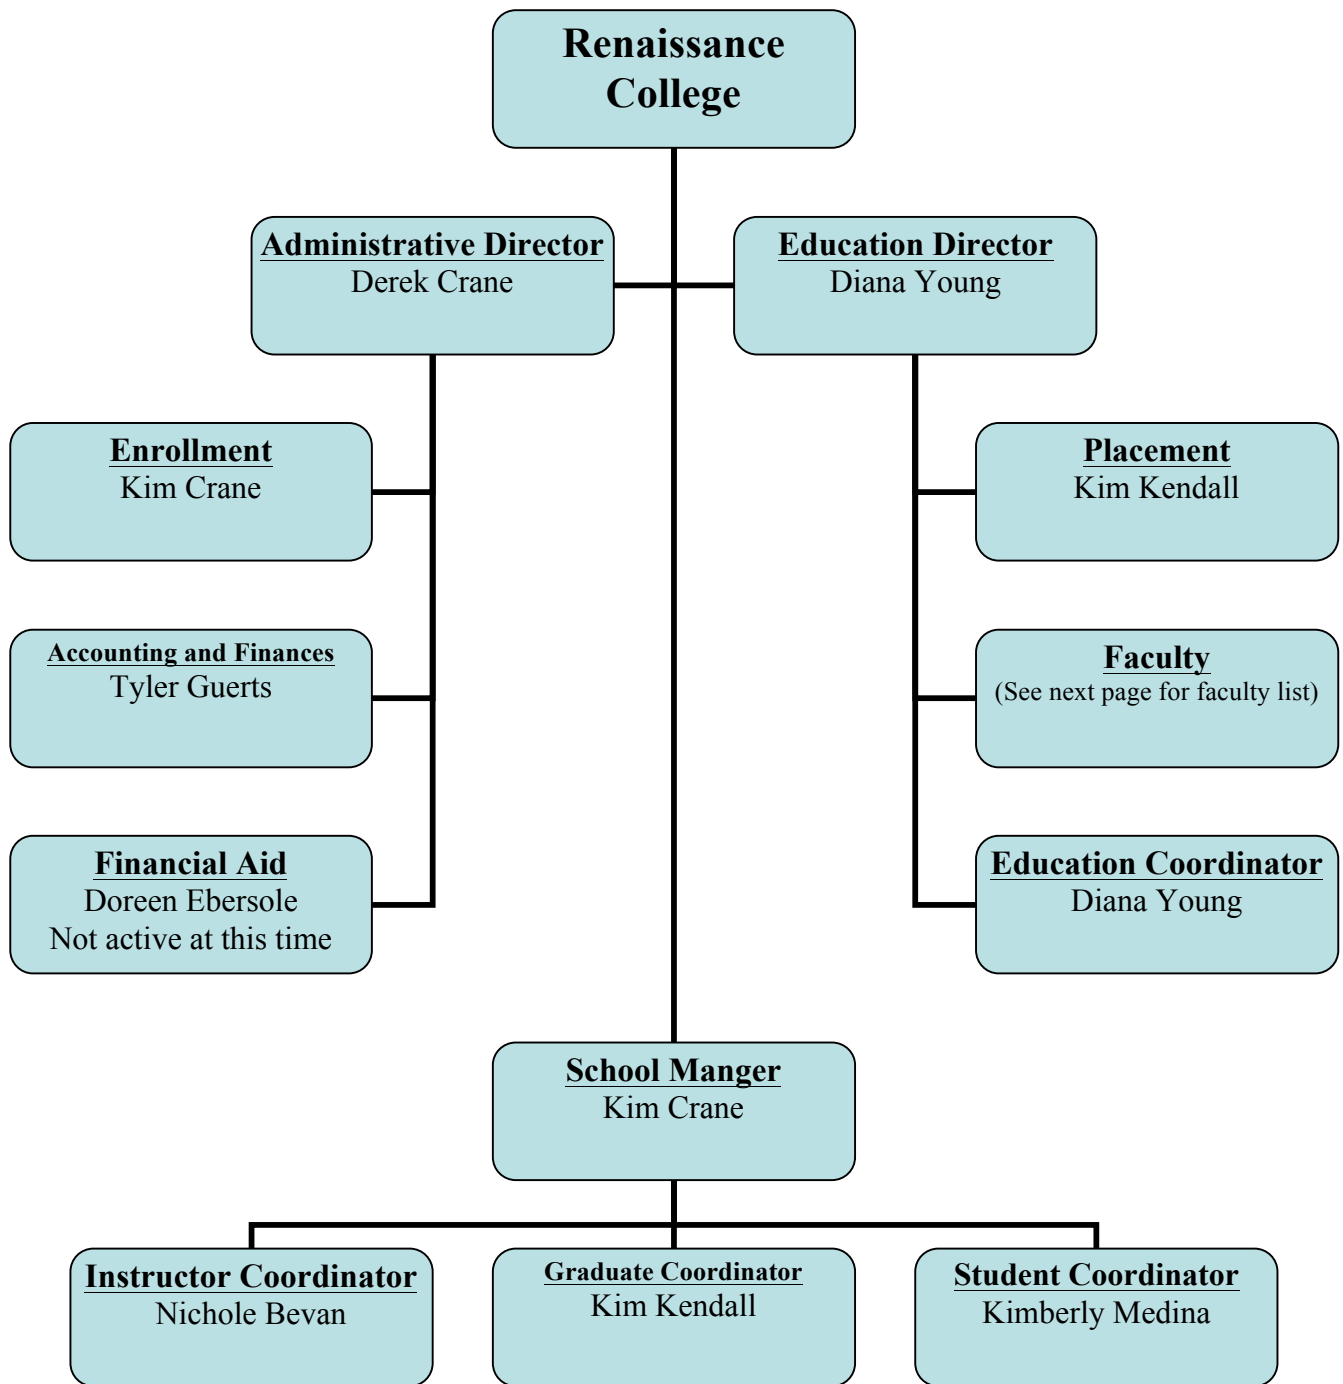 Renaissance
College
Administrative Director
Derek Crane
Education Director
Diana Young
Enrollment
Kim Crane
Placement
Kim Kendall
Accounting and Finances
Tyler Guerts
Faculty
(See next page for faculty list)
Financial Aid
Doreen Ebersole
Not active at this time
Education Coordinator
Diana Young
School Manger
Kim Crane
Instructor Coordinator
Nichole Bevan
Graduate Coordinator
Kim Kendall
Student Coordinator
Kimberly Medina